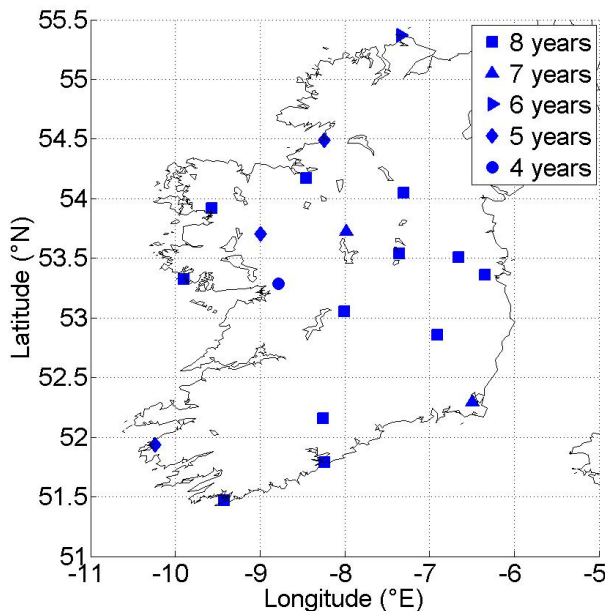 55.5
55
54.5
54
53.5
53
52.5
52
51.5
51
Latitude (°N)
-11
-10
-9
-8
-7
-6
-5
Longitude (°E)
8 years
7 years
6 years
5 years
4 years